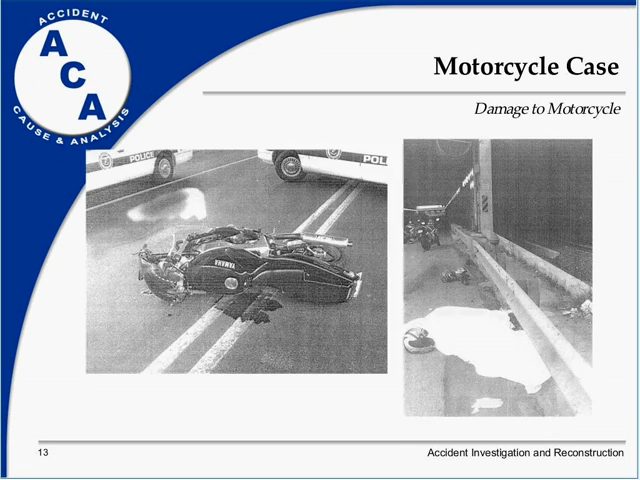 ACCIDENT
A
C
A
CAUSE & ANALYSIS
Motorcycle Case
Damage to Motorcycle
POLICE
POL
YAMAHA
13
Accident Investigation and Reconstruction